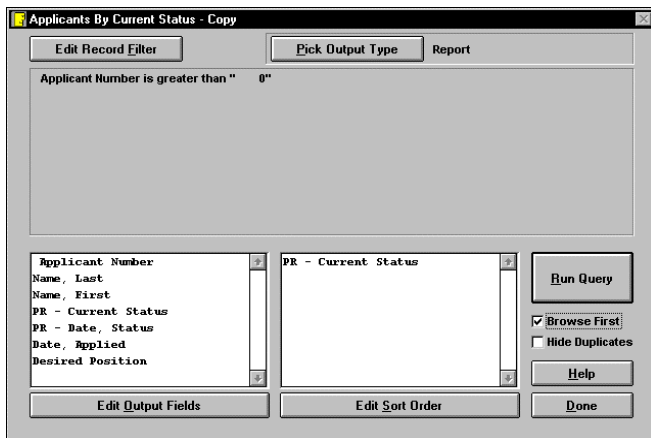 Applicants By Current Status - Copy
Edit Record Filter
Pick Output Type
Report
Applicant Number is greater than "       0"
Applicant Number
Name, Last
Name, First
PR - Current Status
PR - Date, Status
Date, Applied
Desired Position
PR - Current Status
Run Query
Browse First
Hide Duplicates
Help
Edit Output Fields
Edit Sort Order
Done